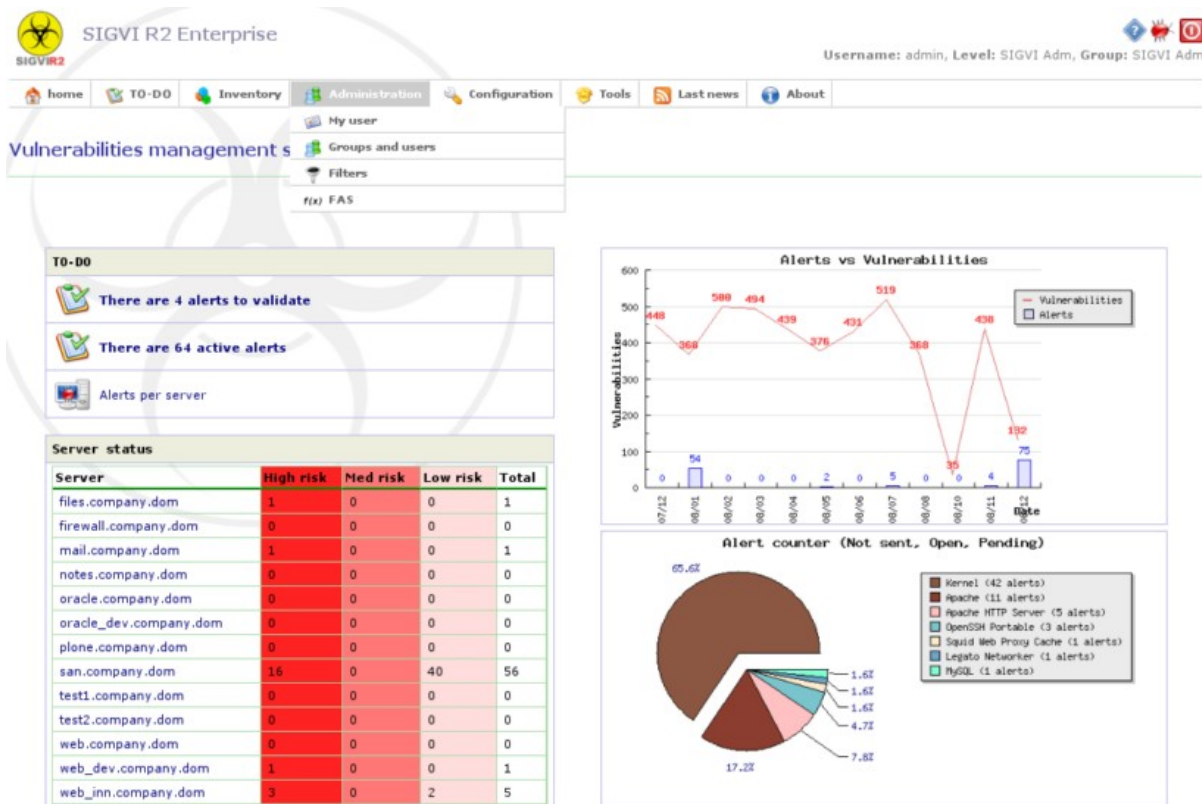 SIGVI R2 Enterprise
SIGVIR2
Username: admin, Level: SIGVI Adm, Group: SIGVI Adm
home TO-DO Inventory Administration Configuration Tools Last news About
My user
Vulnerabilities management s
Groups and users
Filters
f(x) FAS
TO-DO
There are 4 alerts to validate
There are 64 active alerts
Alerts per server
Server status
Server High risk Med risk Low risk Total
files.company.dom 1 0 0 1
firewall.company.dom 0 0 0 0
mail.company.dom 1 0 0 1
notes.company.dom 0 0 0 0
oracle.company.dom 0 0 0 0
oracle_dev.company.dom 0 0 0 0
plone.company.dom 0 0 0 0
san.company.dom 16 0 40 56
test1.company.dom 0 0 0 0
test2.company.dom 0 0 0 0
web.company.dom 0 0 0 0
web_dev.company.dom 1 0 0 1
web_inn.company.dom 3 0 2 5
Alerts vs Vulnerabilities
600
500
400
300
200
100
0
Vulnerabilities
448 368 500 494 439 376 431 519 368 35 438 132
0 54 0 0 0 2 0 5 0 0 4 75
Vulnerabilities
Alerts
07/12 08/01 08/02 08/03 08/04 08/05 08/06 08/07 08/08 08/10 08/11
Date
Alert counter (Not sent, Open, Pending)
65.6%
17.2%
7.8%
4.7%
1.6%
1.6%
1.6%
Kernel (42 alerts)
Apache (11 alerts)
Apache HTTP Server (5 alerts)
OpenSSH Portable (3 alerts)
Squid Web Proxy Cache (1 alerts)
Legato Networker (1 alerts)
MySQL (1 alerts)